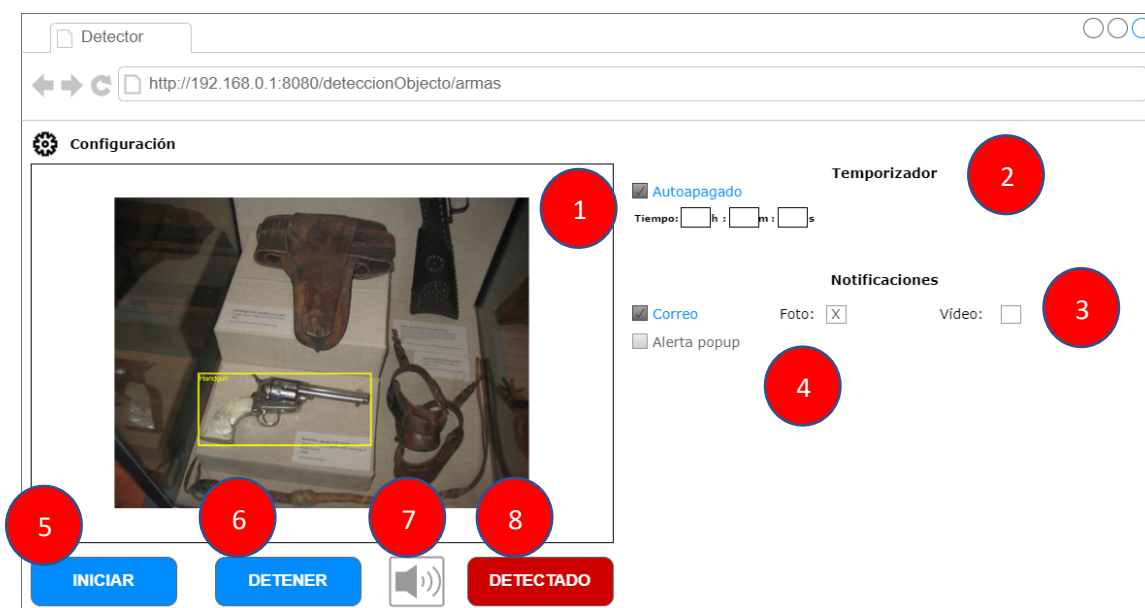 Detector
http://192.168.0.1:8080/deteccionObjecto/armas
Configuración
1
Temporizador
2
Autoapagado
Tiempo: h : m : s
Notificaciones
3
Correo
Foto: X
Vídeo:
Alerta popup
4
Handgun
5
6
7
8
INICIAR
DETENER
DETECTADO